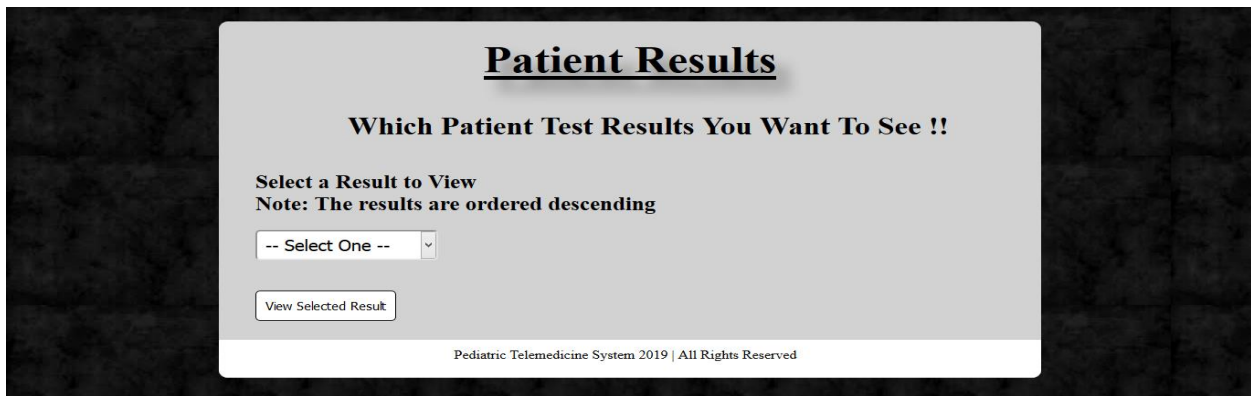 Patient Results
Which Patient Test Results You Want To See !!
Select a Result to View
Note: The results are ordered descending
-- Select One --
View Selected Result
Pediatric Telemedicine System 2019 | All Rights Reserved